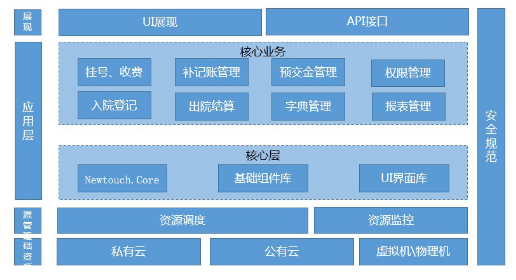 展
现
UI展现
API接口
应
用
层
核心业务
挂号、收费
补记账管理
预交金管理
权限管理
入院登记
出院结算
字典管理
报表管理
核心层
Newtouch.Core
基础组件库
UI界面库
安
全
规
范
源
管
资源调度
资源监控
础
资
私有云
公有云
虚拟机\物理机